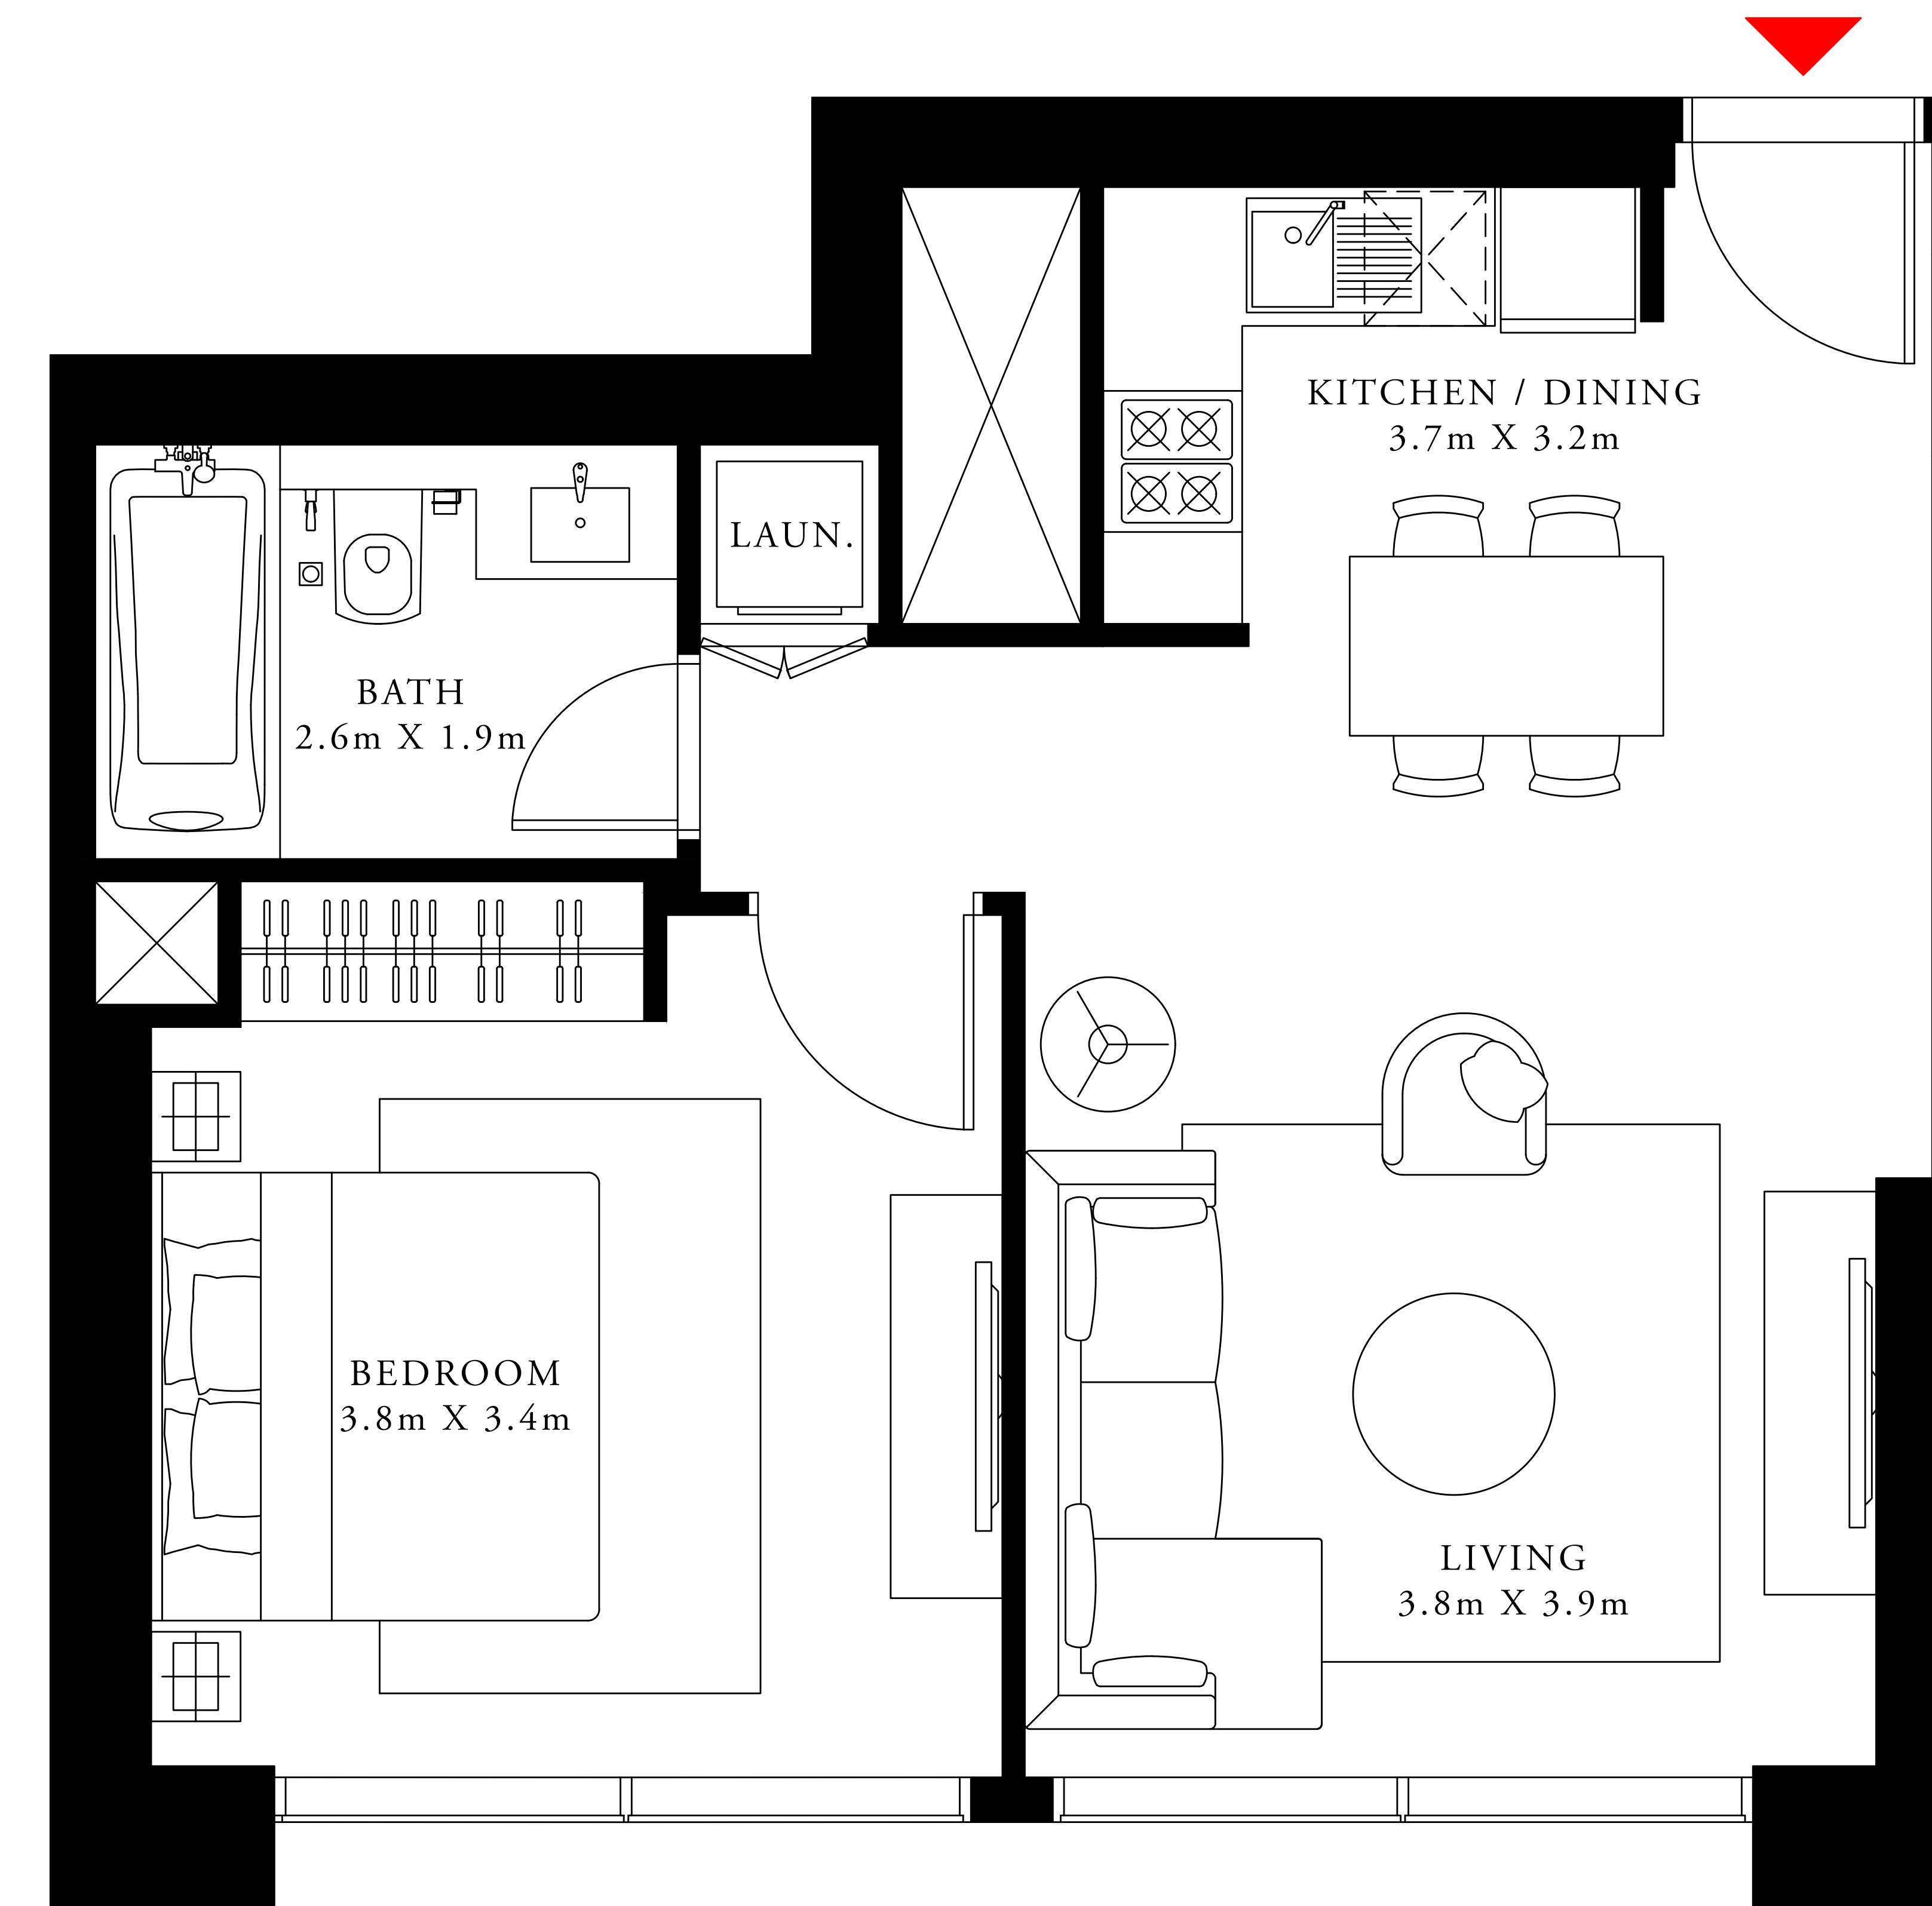 KITCHEN / DINING
3.7m X 3.2m
LAUN.
BATH
2.6m X 1.9m
BEDROOM
3.8m X 3.4m
LIVING
3.8m X 3.9m